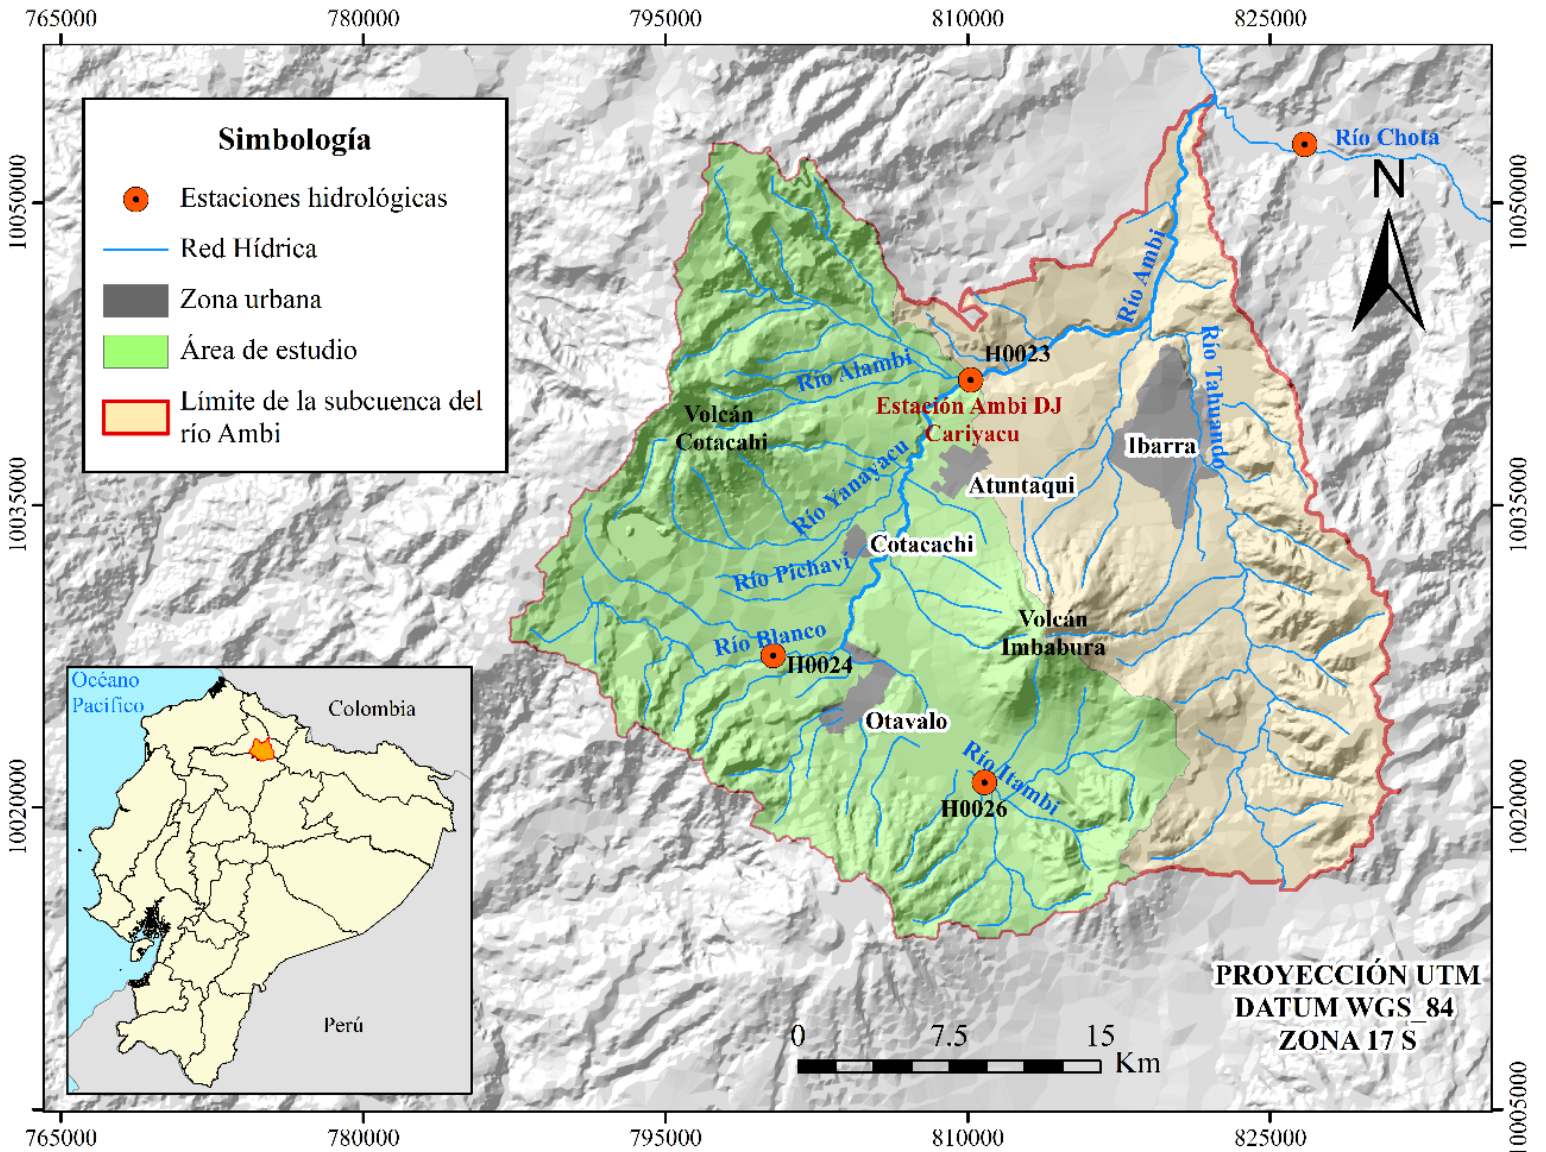 765000
780000
795000
810000
825000
Simbología
Estaciones hidrológicas
Red Hídrica
Zona urbana
Área de estudio
Límite de la subcuenca del
río Ambi
10050000
10035000
10020000
10050000
10035000
10020000
10005000
Río Chota
N
Río Ambi
H0023
Río Alambi
Estación Ambi DJ
Cariyacu
Río Tahuando
Volcán
Cotacahi
Ibarra
Río Yanayacu
Atuntaqui
Cotacachi
Río Pichaví
Volcán
Imbabura
Río Blanco
H0024
Otavalo
Río Itambi
H0026
Océano
Pacífico
Colombia
Perú
PROYECCIÓN UTM
DATUM WGS_84
ZONA 17 S
0 7.5 15
Km
765000
780000
795000
810000
825000